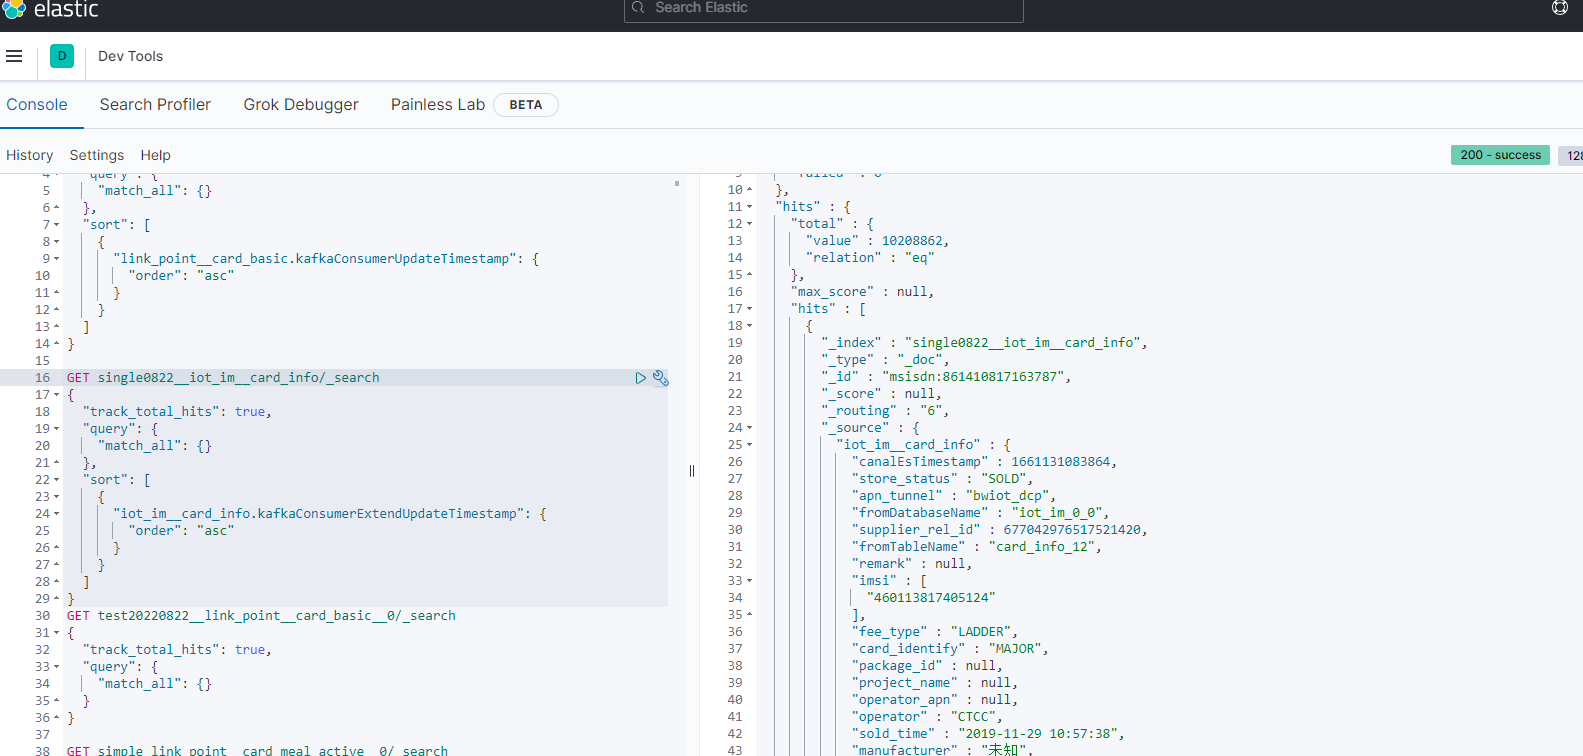 elastic
Search Elastic
D
Dev Tools
Console
Search Profiler
Grok Debugger
Painless Lab
BETA
History
Settings
Help
200 - success
128
4 "query": {
5 "match_all": {}
6 },
7 "sort": [
8 {
9 "link_point__card_basic.kafkaConsumerUpdateTimestamp": {
10 "order": "asc"
11 }
12 }
13 ]
14 }
15
16 GET single0822__iot_im__card_info/_search
17 {
18 "track_total_hits": true,
19 "query": {
20 "match_all": {}
21 },
22 "sort": [
23 {
24 "iot_im__card_info.kafkaConsumerExtendUpdateTimestamp": {
25 "order": "asc"
26 }
27 }
28 ]
29 }
30 GET test20220822__link_point__card_basic__0/_search
31 {
32 "track_total_hits": true,
33 "query": {
34 "match_all": {}
35 }
36 }
37
38 GET simple_link_point__card_meal_active__0/_search
9 "failed" : 0
10 },
11 "hits" : {
12 "total" : {
13 "value" : 10208862,
14 "relation" : "eq"
15 },
16 "max_score" : null,
17 "hits" : [
18 {
19 "_index" : "single0822__iot_im__card_info",
20 "_type" : "_doc",
21 "_id" : "msisdn:861410817163787",
22 "_score" : null,
23 "_routing" : "6",
24 "_source" : {
25 "iot_im__card_info" : {
26 "canalEsTimestamp" : 1661131083864,
27 "store_status" : "SOLD",
28 "apn_tunnel" : "bwiot_dcp",
29 "fromDatabaseName" : "iot_im_0_0",
30 "supplier_rel_id" : 677042976517521420,
31 "fromTableName" : "card_info_12",
32 "remark" : null,
33 "imsi" : [
34 "460113817405124"
35 ],
36 "fee_type" : "LADDER",
37 "card_identify" : "MAJOR",
38 "package_id" : null,
39 "project_name" : null,
40 "operator_apn" : null,
41 "operator" : "CTCC",
42 "sold_time" : "2019-11-29 10:57:38",
43 "manufacturer" : "未知",